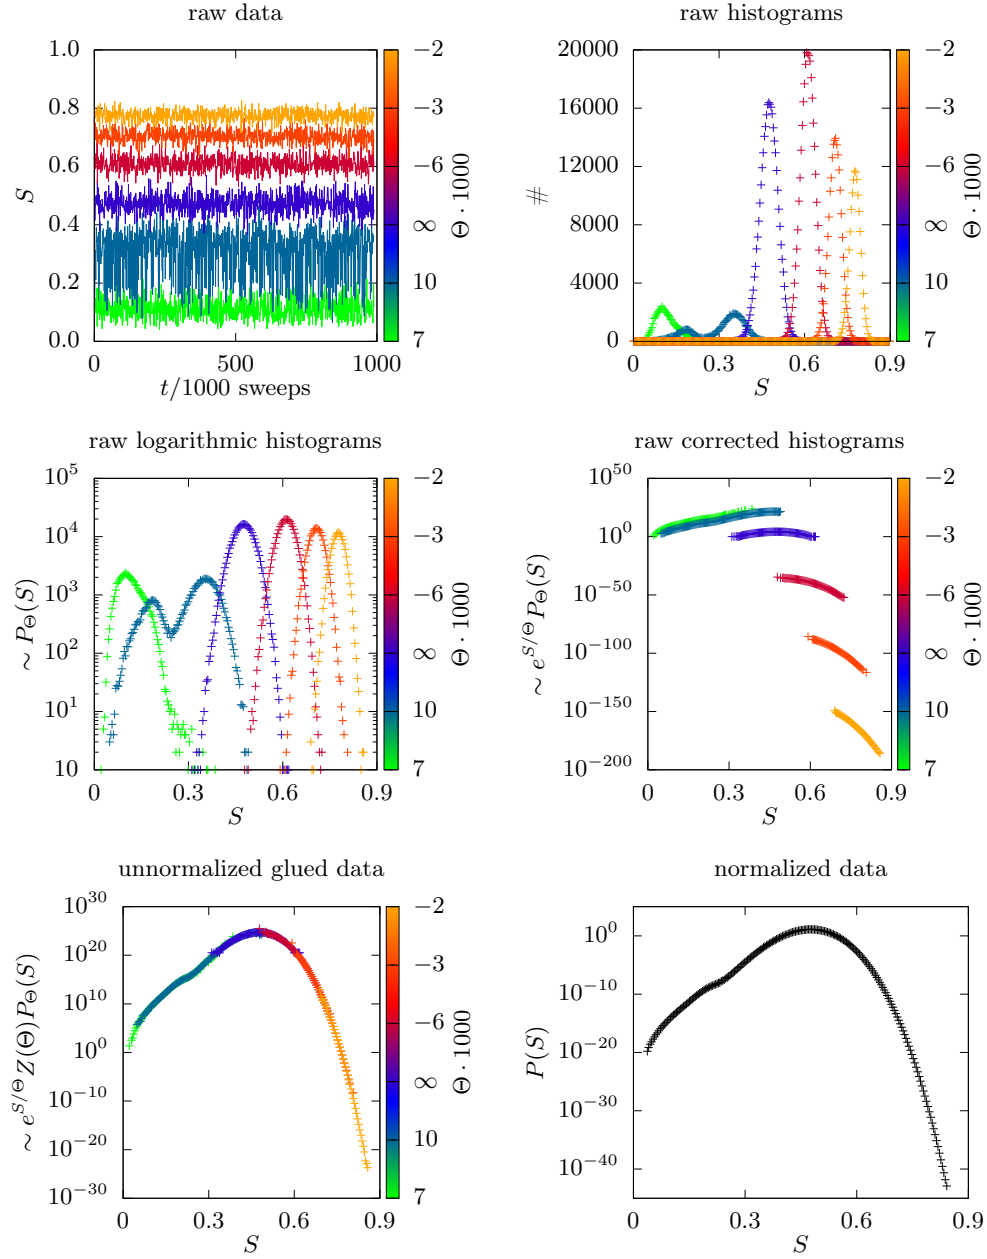 raw data
1.0
0.8
0.6
0.4
0.2
0.0
S
0 500 1000
t/1000 sweeps
−2
−3
−6
∞
10
7
Θ · 1000
raw histograms
20000
16000
12000
8000
4000
0
#
0 0.3 0.6 0.9
S
−2
−3
−6
∞
10
7
Θ · 1000
raw logarithmic histograms
10^5
10^4
10^3
10^2
10^1
10
∼ P_Θ(S)
0 0.3 0.6 0.9
S
−2
−3
−6
∞
10
7
Θ · 1000
raw corrected histograms
10^50
10^0
10^−50
10^−100
10^−150
10^−200
∼ e^{S/Θ} P_Θ(S)
0 0.3 0.6 0.9
S
−2
−3
−6
∞
10
7
Θ · 1000
unnormalized glued data
10^30
10^20
10^10
10^0
10^−10
10^−20
10^−30
∼ e^{S/Θ} Z(Θ)P_Θ(S)
0 0.3 0.6 0.9
S
−2
−3
−6
∞
10
7
Θ · 1000
normalized data
10^0
10^−10
10^−20
10^−30
10^−40
P(S)
0 0.3 0.6 0.9
S